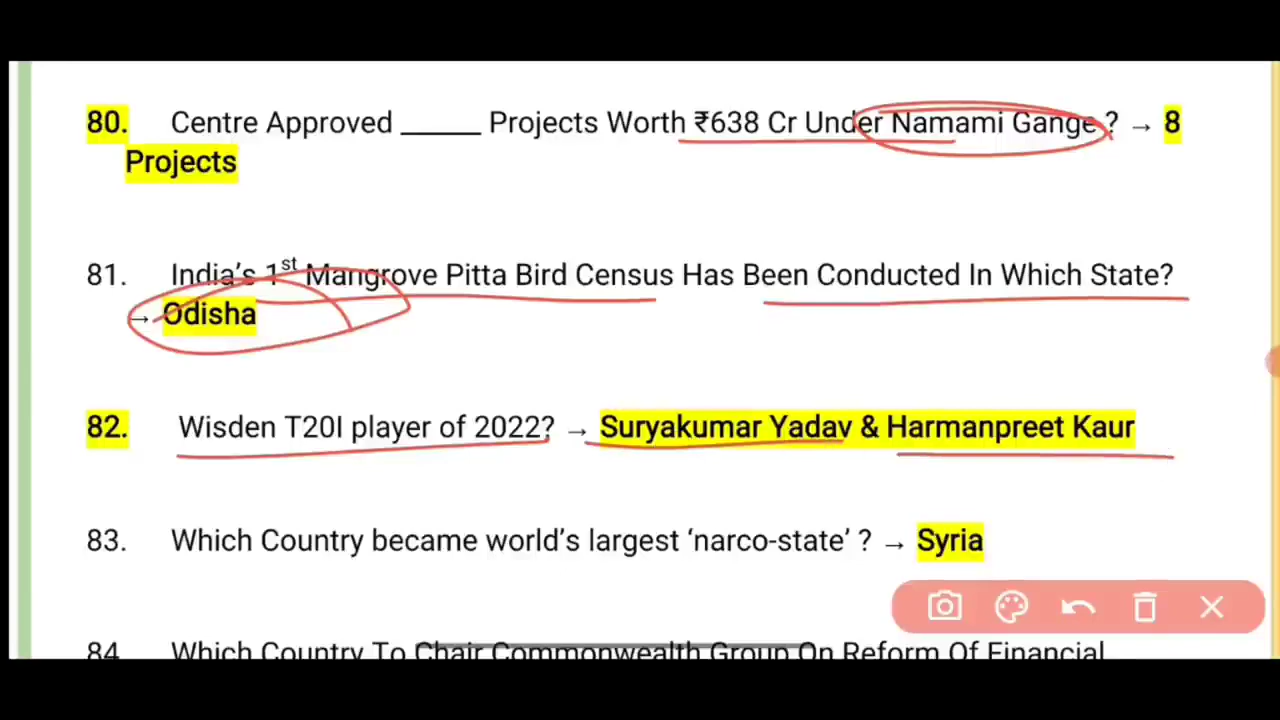 80. Centre Approved ______ Projects Worth ₹638 Cr Under Namami Gange ? → 8
Projects
81. India's 1st Mangrove Pitta Bird Census Has Been Conducted In Which State?
→ Odisha
82. Wisden T20I player of 2022? → Suryakumar Yadav & Harmanpreet Kaur
83. Which Country became world's largest 'narco-state' ? → Syria
84 Which Country To Chair Commonwealth Group On Reform Of Financial